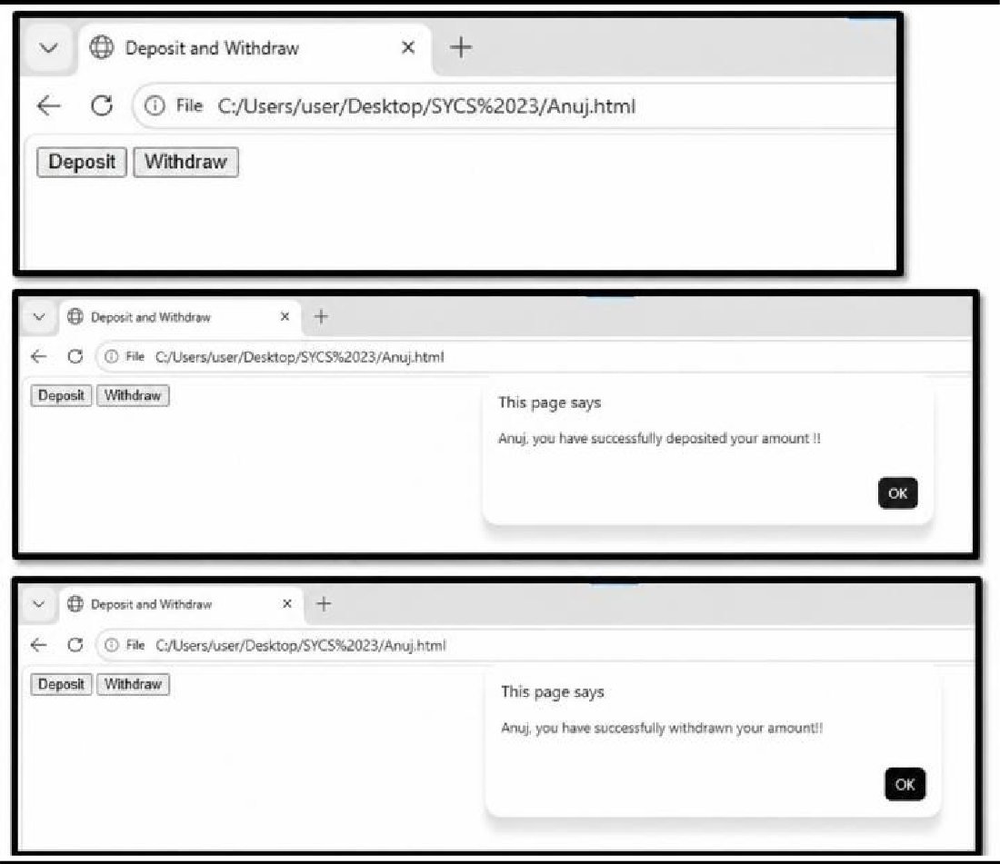 Deposit and Withdraw
File C:/Users/user/Desktop/SYCS%2023/Anuj.html
Deposit Withdraw
Deposit and Withdraw
File C:/Users/user/Desktop/SYCS%2023/Anuj.html
Deposit Withdraw
This page says
Anuj, you have successfully deposited your amount !!
OK
Deposit and Withdraw
File C:/Users/user/Desktop/SYCS%2023/Anuj.html
Deposit Withdraw
This page says
Anuj, you have successfully withdrawn your amount!!
OK